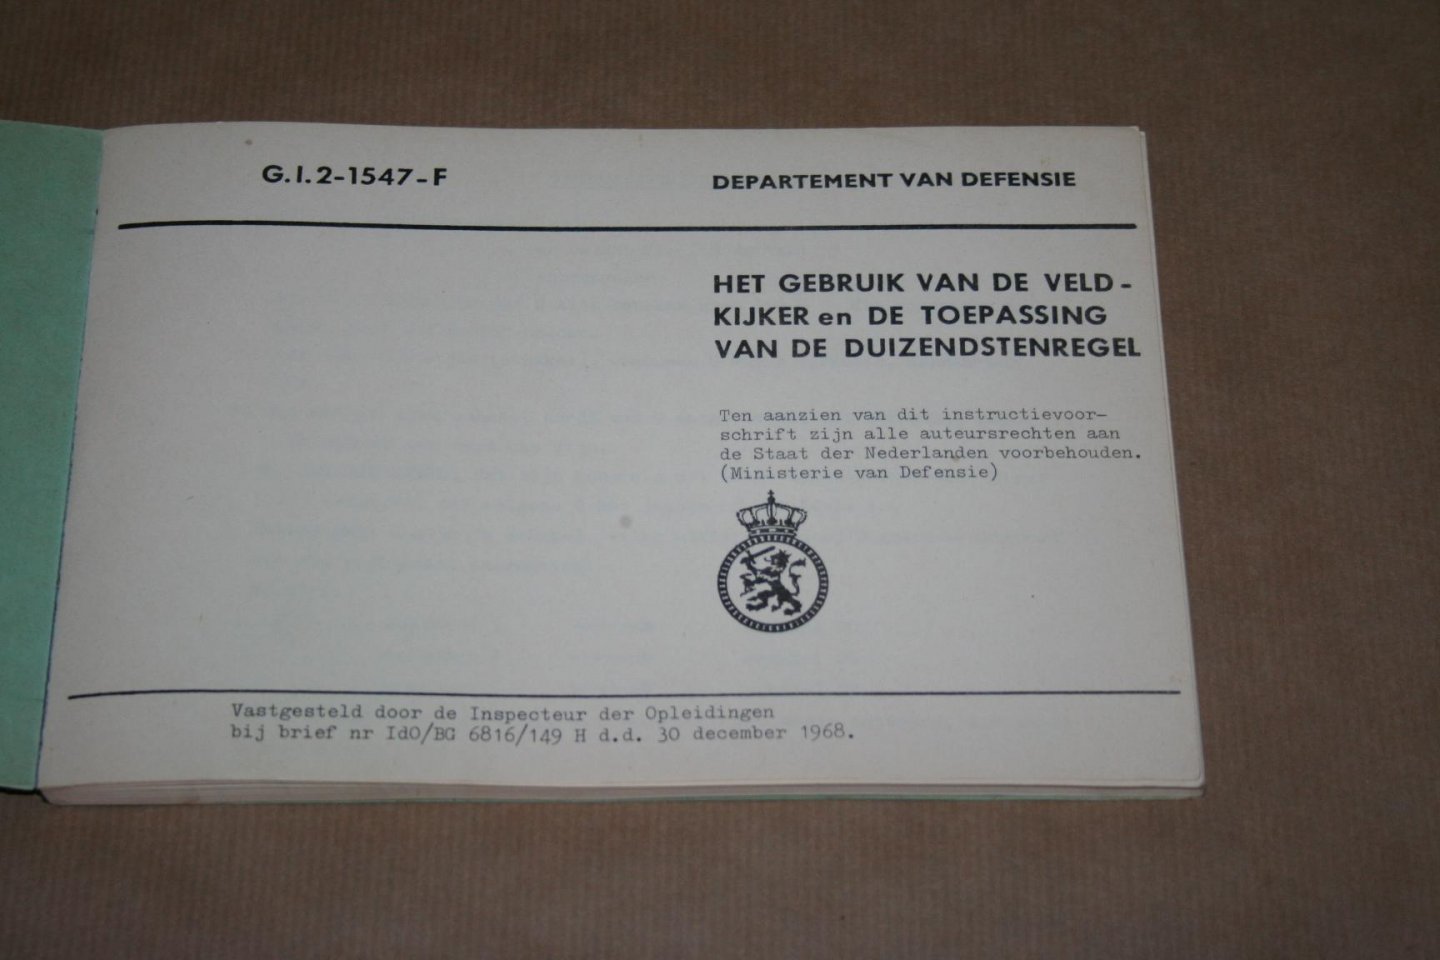 G.I.2-1547-F
DEPARTEMENT VAN DEFENSIE
HET GEBRUIK VAN DE VELD-
KIJKER en DE TOEPASSING
VAN DE DUIZENDSTENREGEL
Ten aanzien van dit instructievoor-
schrift zijn alle auteursrechten aan
de Staat der Nederlanden voorbehouden.
(Ministerie van Defensie)
Vastgesteld door de Inspecteur der Opleidingen
bij brief nr IdO/BG 6816/149 H d.d. 30 december 1968.